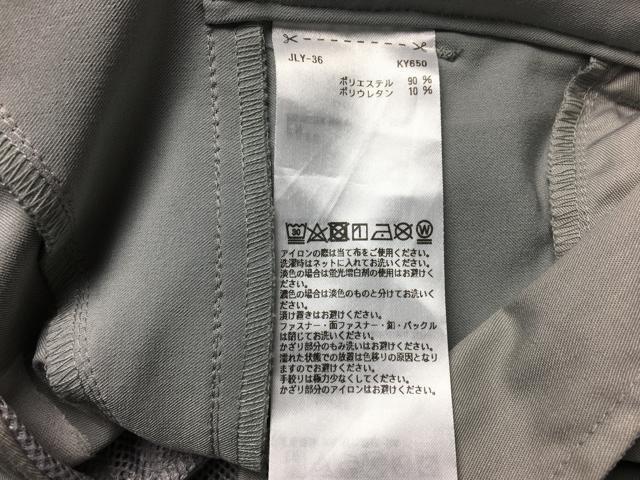 JLY-36 KY650
ポリエステル 90 %
ポリウレタン 10 %
30
W
アイロンの際は当て布をご使用ください。
洗濯時はネットに入れてお洗いください。
淡色の場合は蛍光増白剤の使用はお避けく
ださい。
濃色の場合は淡色のものと分けてお洗いく
ださい。
漬け置きはお避けください。
ファスナー・面ファスナー・釦・バックル
は閉じてお洗いください。
かざり部分のもみ洗いはお避けください。
濡れた状態での放置は色移りの原因となり
ますのでお避けください。
手絞りは極力少なくしてください。
かざり部分のアイロンはお避けください。